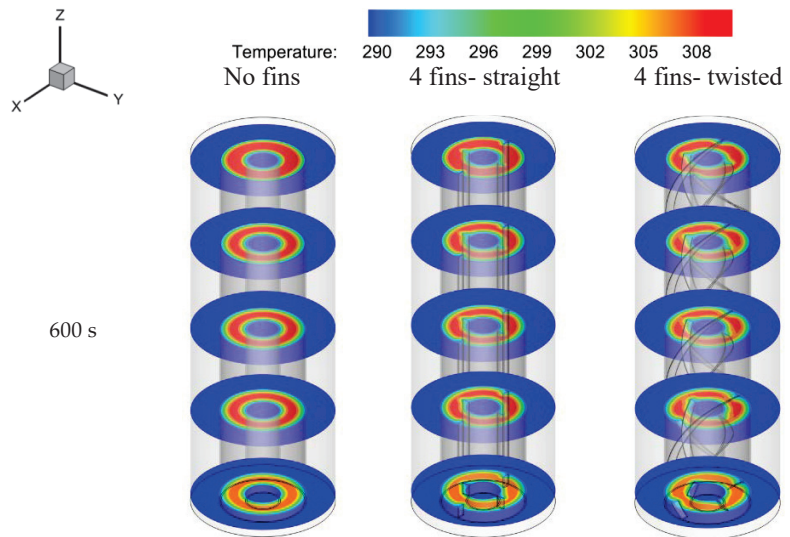 Z
X
Y
Temperature: 290 293 296 299 302 305 308
No fins 4 fins- straight 4 fins- twisted
600 s